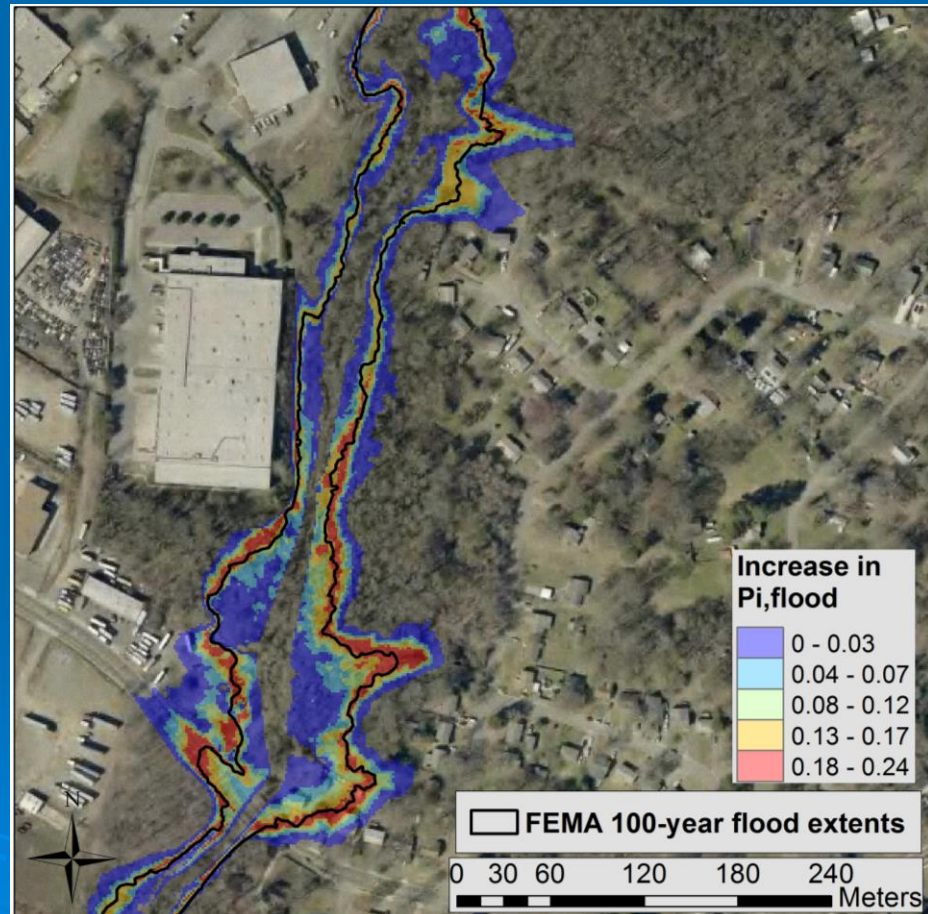 Increase in
Pi,flood
0 - 0.03
0.04 - 0.07
0.08 - 0.12
0.13 - 0.17
0.18 - 0.24
N
FEMA 100-year flood extents
0 30 60 120 180 240
Meters